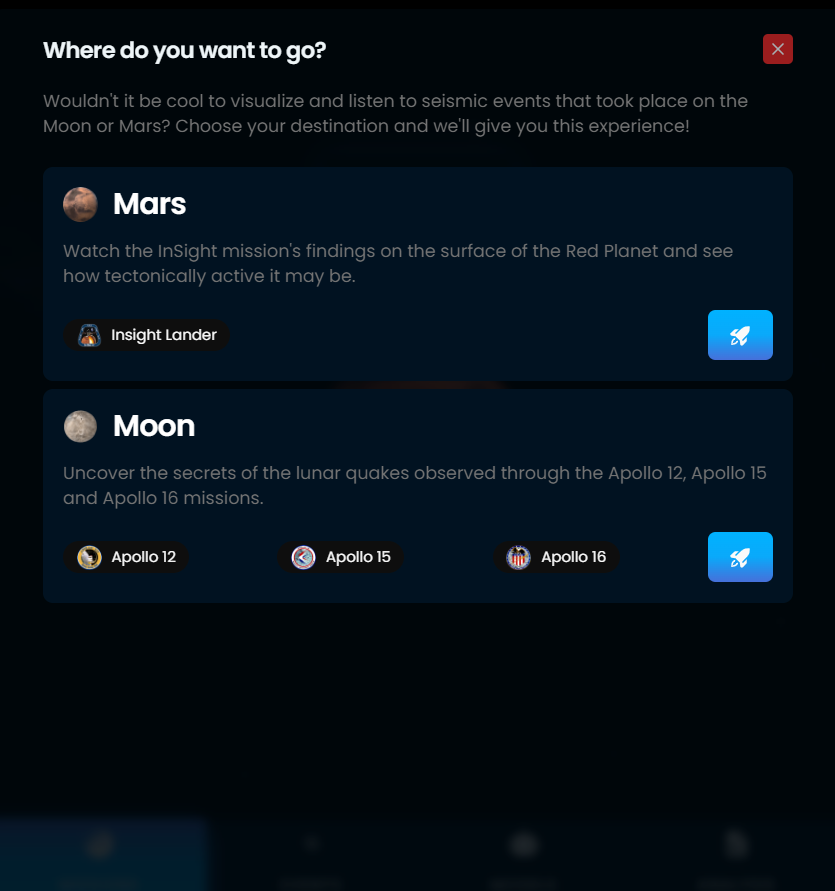 Where do you want to go?
Wouldn't it be cool to visualize and listen to seismic events that took place on the
Moon or Mars? Choose your destination and we'll give you this experience!
Mars
Watch the InSight mission's findings on the surface of the Red Planet and see
how tectonically active it may be.
Insight Lander
Moon
Uncover the secrets of the lunar quakes observed through the Apollo 12, Apollo 15
and Apollo 16 missions.
Apollo 12
Apollo 15
Apollo 16